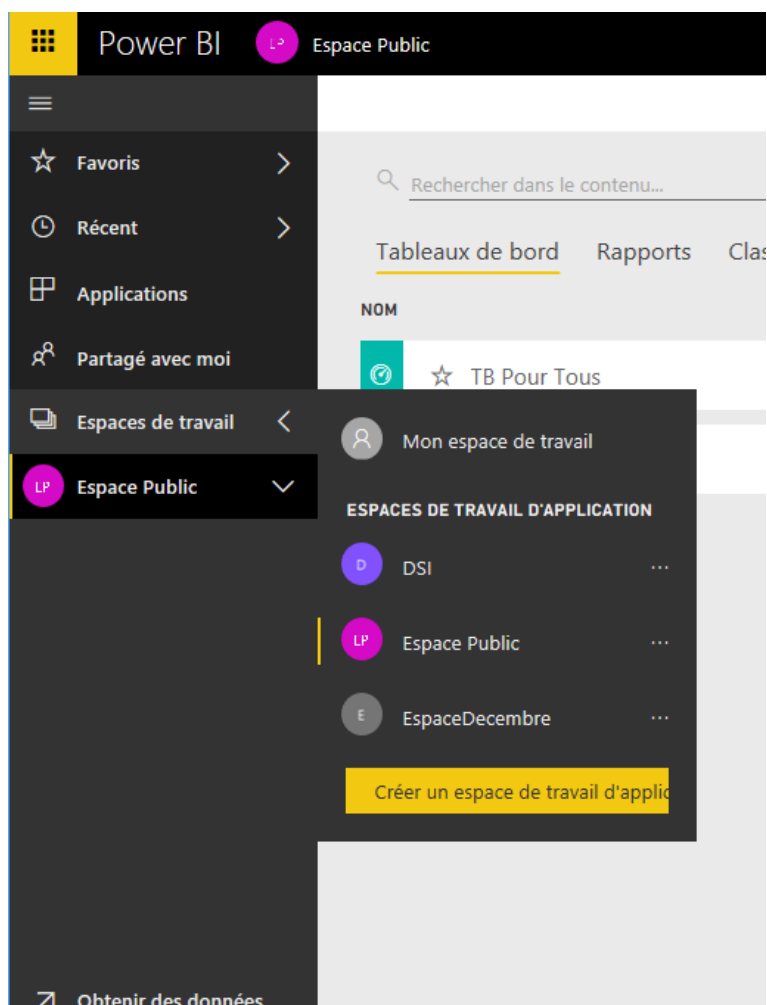 Power BI
LP
Espace Public
Favoris
Récent
Applications
Partagé avec moi
Espaces de travail
LP
Espace Public
Obtenir des données
Rechercher dans le contenu...
Tableaux de bord Rapports Clas
NOM
TB Pour Tous
Mon espace de travail
ESPACES DE TRAVAIL D'APPLICATION
D
DSI
...
LP
Espace Public
...
E
EspaceDecembre
...
Créer un espace de travail d'applic